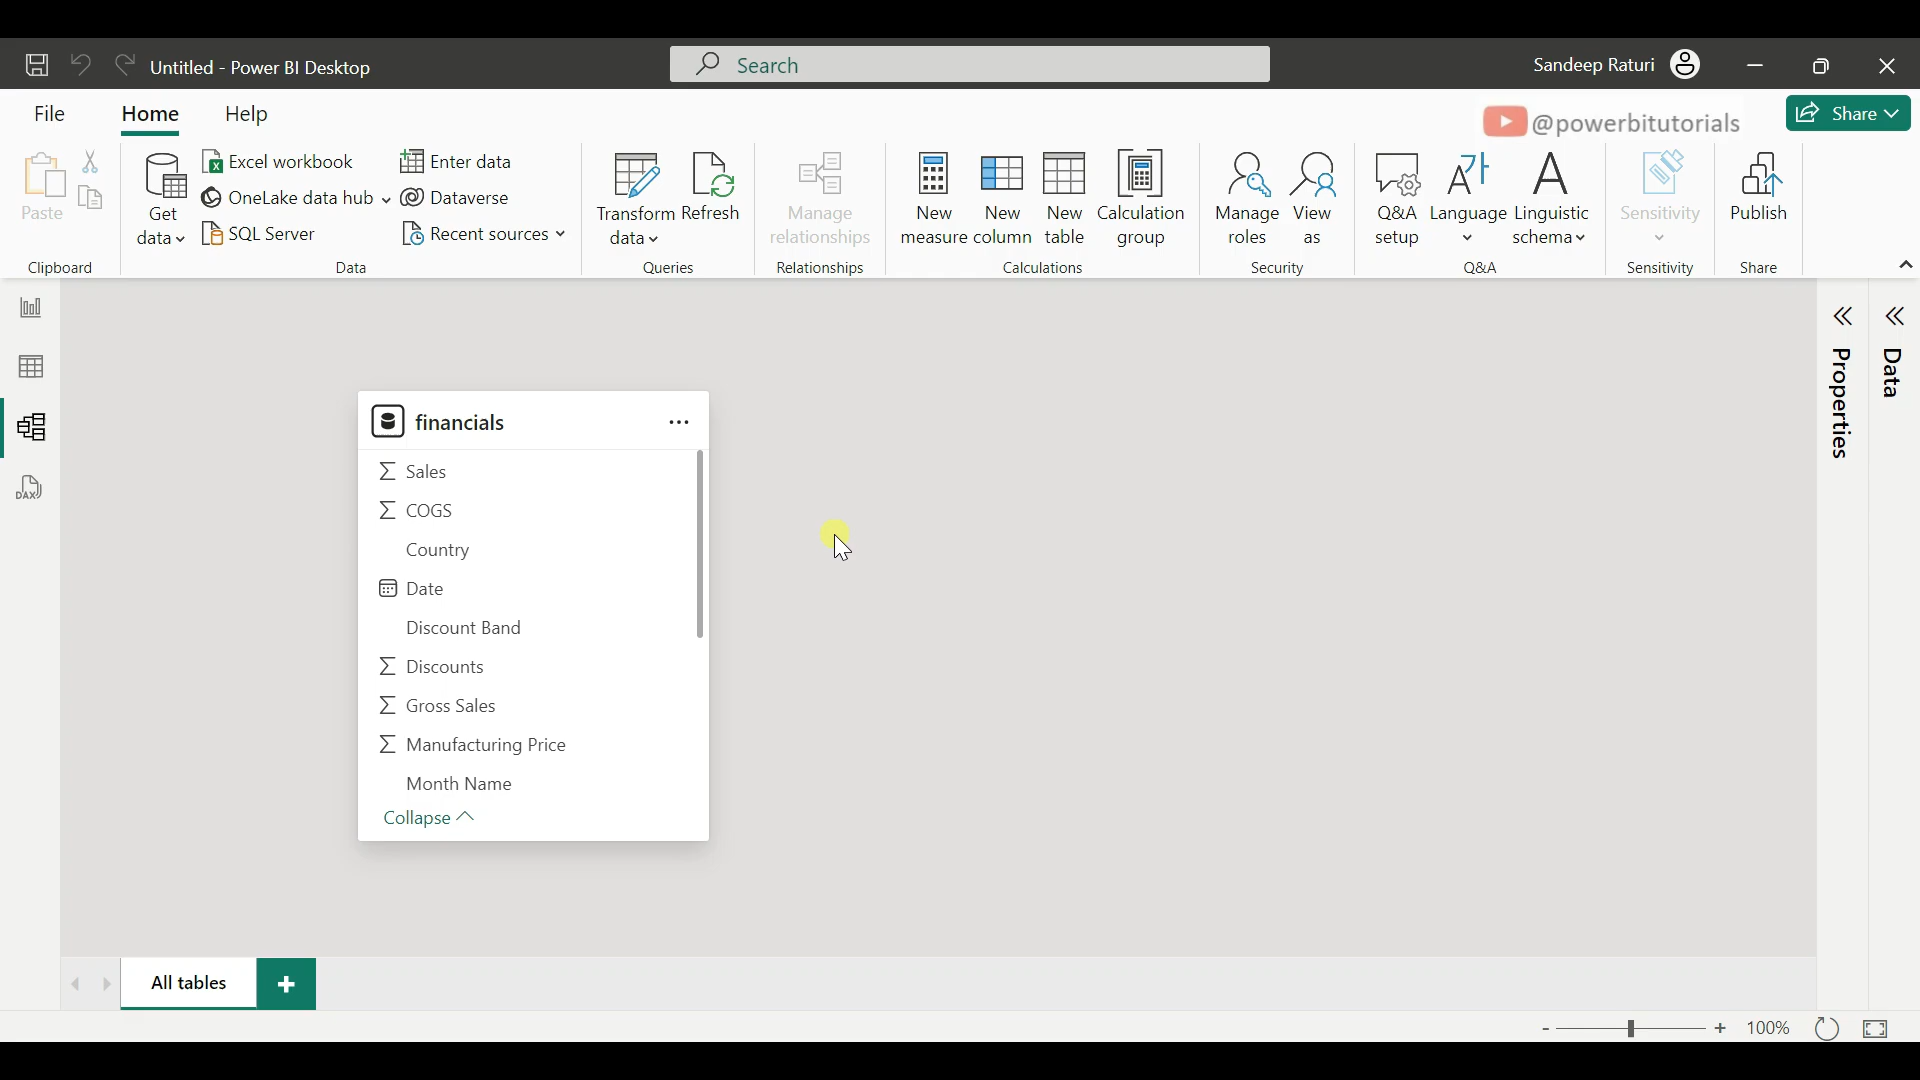 Untitled - Power BI Desktop
Search
Sandeep Raturi
File Home Help
@powerbitutorials
Share
Paste
Clipboard
Get data
Excel workbook
OneLake data hub
SQL Server
Enter data
Dataverse
Recent sources
Data
Transform data
Refresh
Queries
Manage relationships
Relationships
New measure
New column
New table
Calculation group
Calculations
Manage roles
View as
Security
Q&A setup
Language
Linguistic schema
Q&A
Sensitivity
Sensitivity
Publish
Share
DAX
financials
Sales
COGS
Country
Date
Discount Band
Discounts
Gross Sales
Manufacturing Price
Month Name
Collapse
Properties
Data
All tables
100%